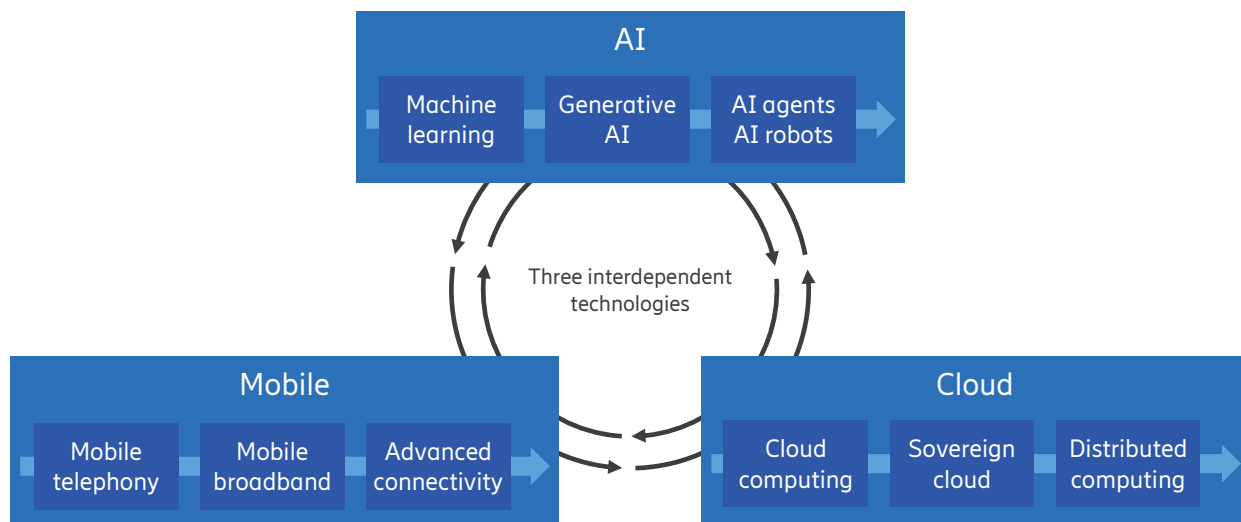 AI
Machine
learning
Generative
AI
AI agents
AI robots
Three interdependent
technologies
Mobile
Mobile
telephony
Mobile
broadband
Advanced
connectivity
Cloud
Cloud
computing
Sovereign
cloud
Distributed
computing